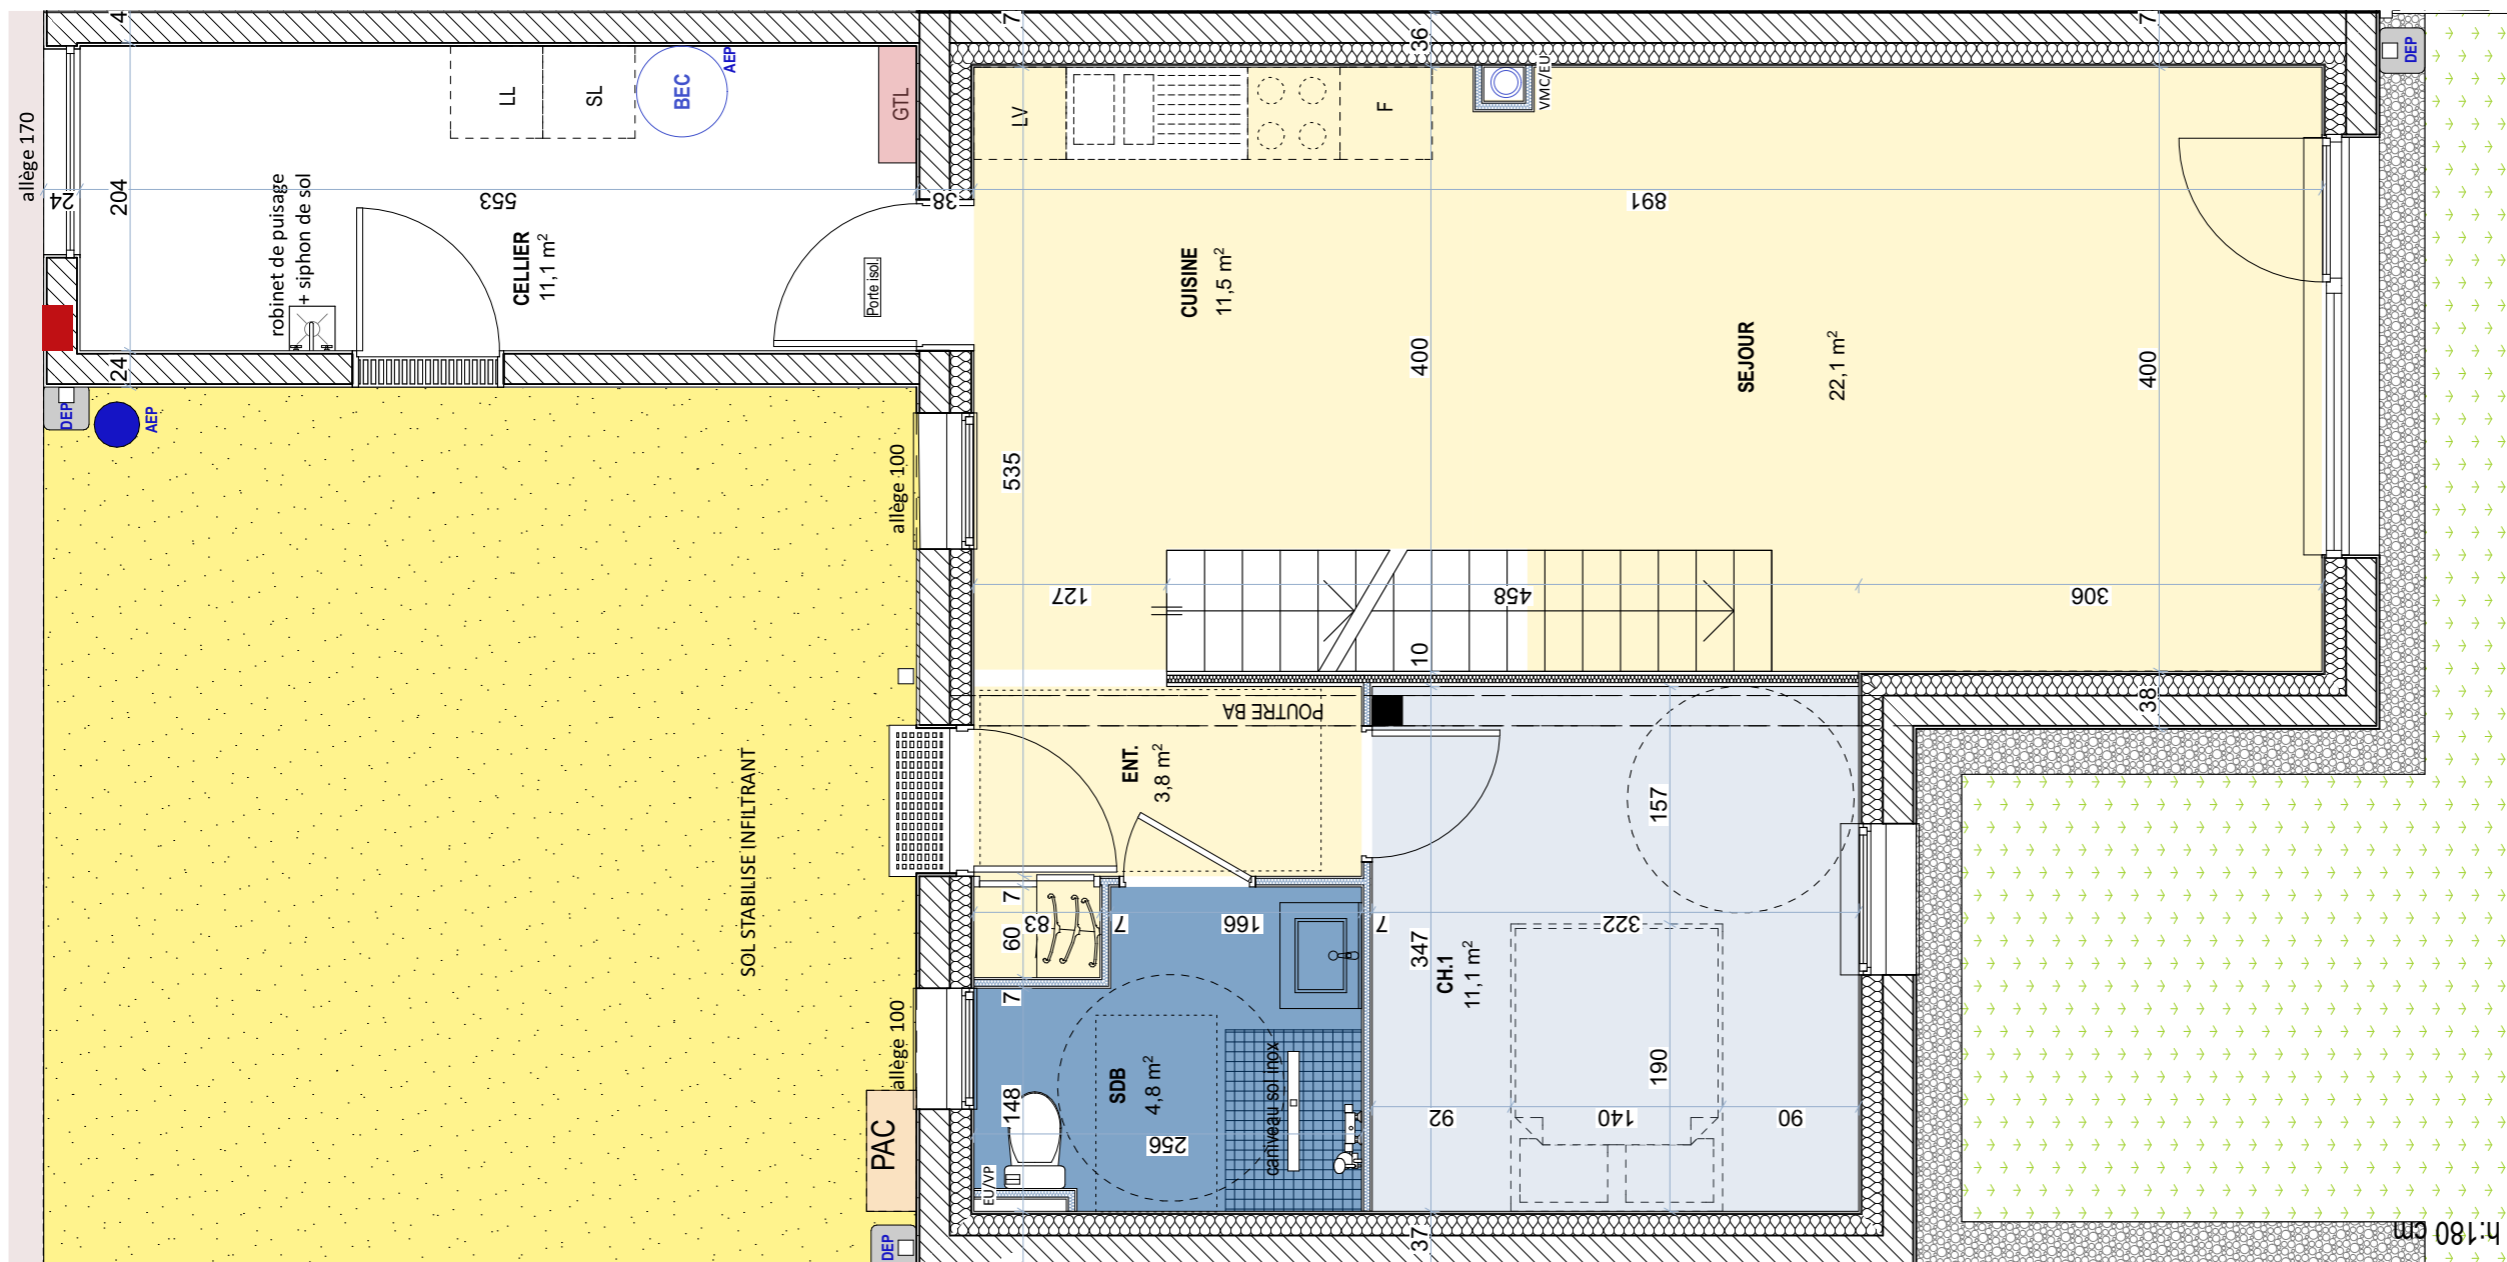 4
7
36
7
DEP
allège 170
24
204
LL
SL
BEC
AEP
GTL
LV
F
VMC/EU
robinet de puisage
+ siphon de sol
553
38
891
CELLIER
11,1 m²
Porte isol.
CUISINE
11,5 m²
SEJOUR
22,1 m²
400
400
24
DEP
AEP
allège 100
535
127
458
306
10
38
POUTRE BA
ENT.
3,8 m²
SOL STABILISE INFILTRANT
157
7
83
60
7
166
7
322
347
CH.1
11,1 m²
7
allège 100
SDB
4,8 m²
148
256
caniveau sol inox
190
92
140
90
PAC
EU/VP
DEP
37
h:180 cm